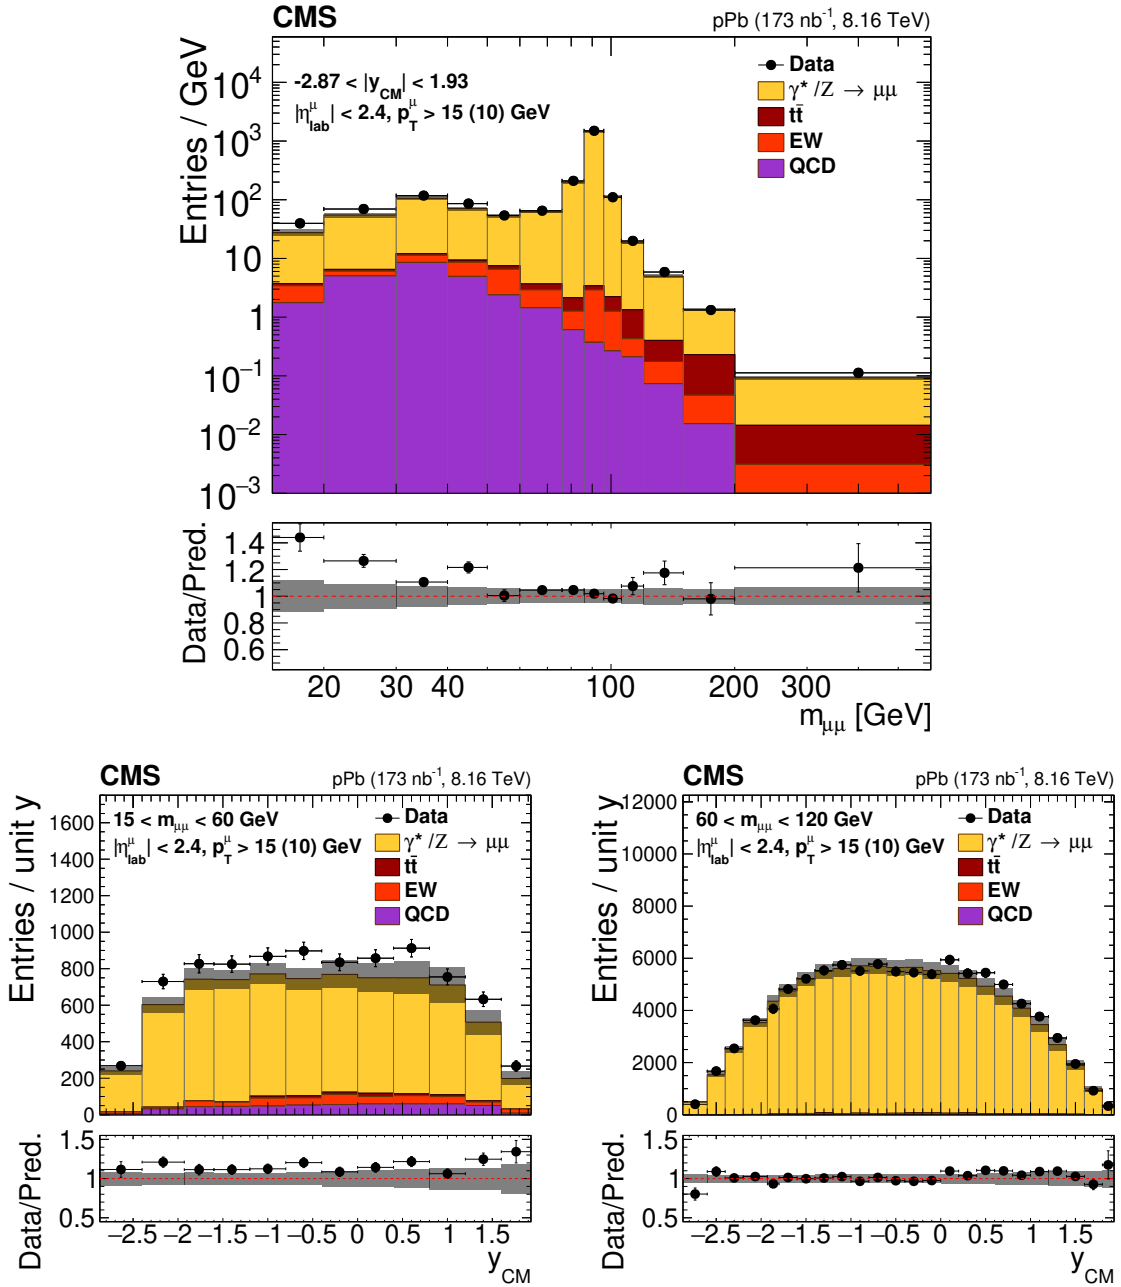 CMS pPb (173 nb⁻¹, 8.16 TeV)
Entries / GeV
-2.87 < |y_CM| < 1.93
|η^μ_lab| < 2.4, p^μ_T > 15 (10) GeV
Data
γ* /Z → μμ
tt̄
EW
QCD
10⁴
10³
10²
10
1
10⁻¹
10⁻²
10⁻³
Data/Pred.
1.4
1.2
1
0.8
0.6
20 30 40 100 200 300
m_μμ [GeV]
CMS pPb (173 nb⁻¹, 8.16 TeV)
Entries / unit y
15 < m_μμ < 60 GeV
|η^μ_lab| < 2.4, p^μ_T > 15 (10) GeV
Data
γ* /Z → μμ
tt̄
EW
QCD
1600
1400
1200
1000
800
600
400
200
0
Data/Pred.
1.5
1
0.5
−2.5 −2 −1.5 −1 −0.5 0 0.5 1 1.5
y_CM
CMS pPb (173 nb⁻¹, 8.16 TeV)
Entries / unit y
60 < m_μμ < 120 GeV
|η^μ_lab| < 2.4, p^μ_T > 15 (10) GeV
Data
γ* /Z → μμ
tt̄
EW
QCD
12000
10000
8000
6000
4000
2000
0
Data/Pred.
1.5
1
0.5
−2.5 −2 −1.5 −1 −0.5 0 0.5 1 1.5
y_CM